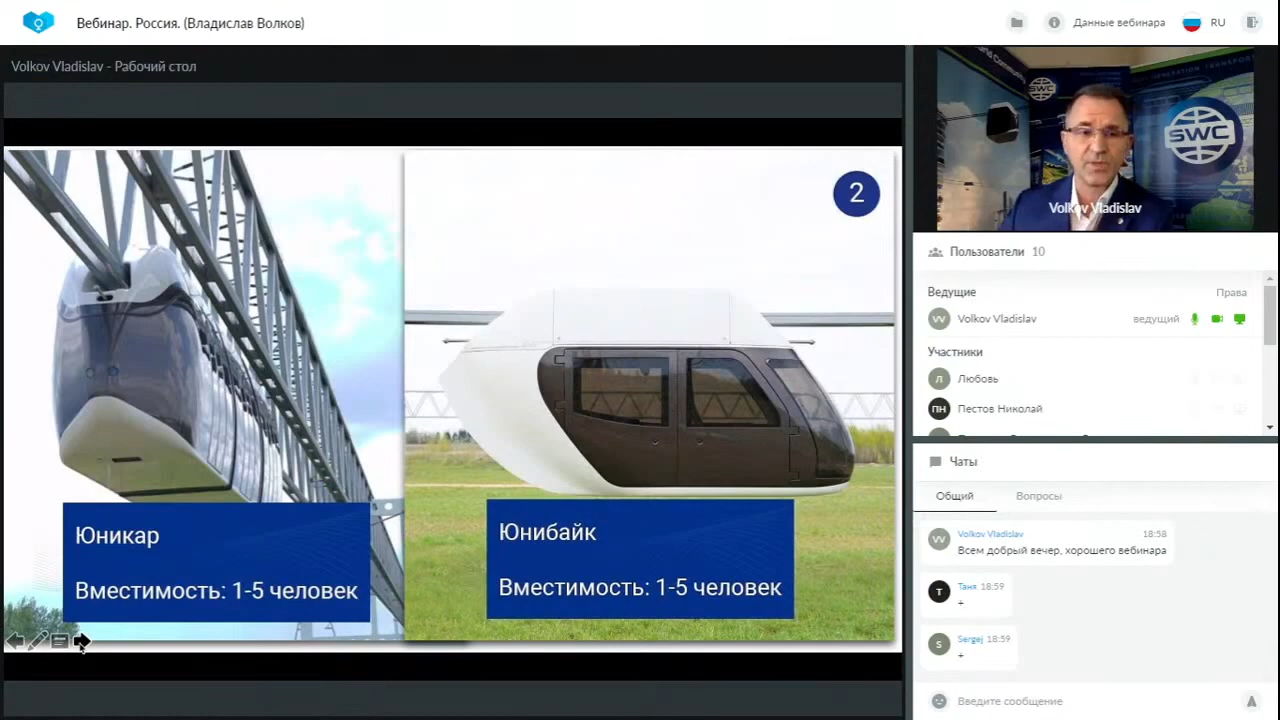 Вебинар. Россия. (Владислав Волков)
Данные вебинара
RU
Volkov Vladislav - Рабочий стол
2
Юникар
Вместимость: 1-5 человек
Юнибайк
Вместимость: 1-5 человек
SWC
SWC
Volkov Vladislav
Пользователи 10
Ведущие
Права
VV
Volkov Vladislav
ведущий
Участники
Л
Любовь
ПН
Пестов Николай
Чаты
Общий
Вопросы
VV
Volkov Vladislav
18:58
Всем добрый вечер, хорошего вебинара
Т
Таня 18:59
+
S
Sergej 18:59
+
Введите сообщение